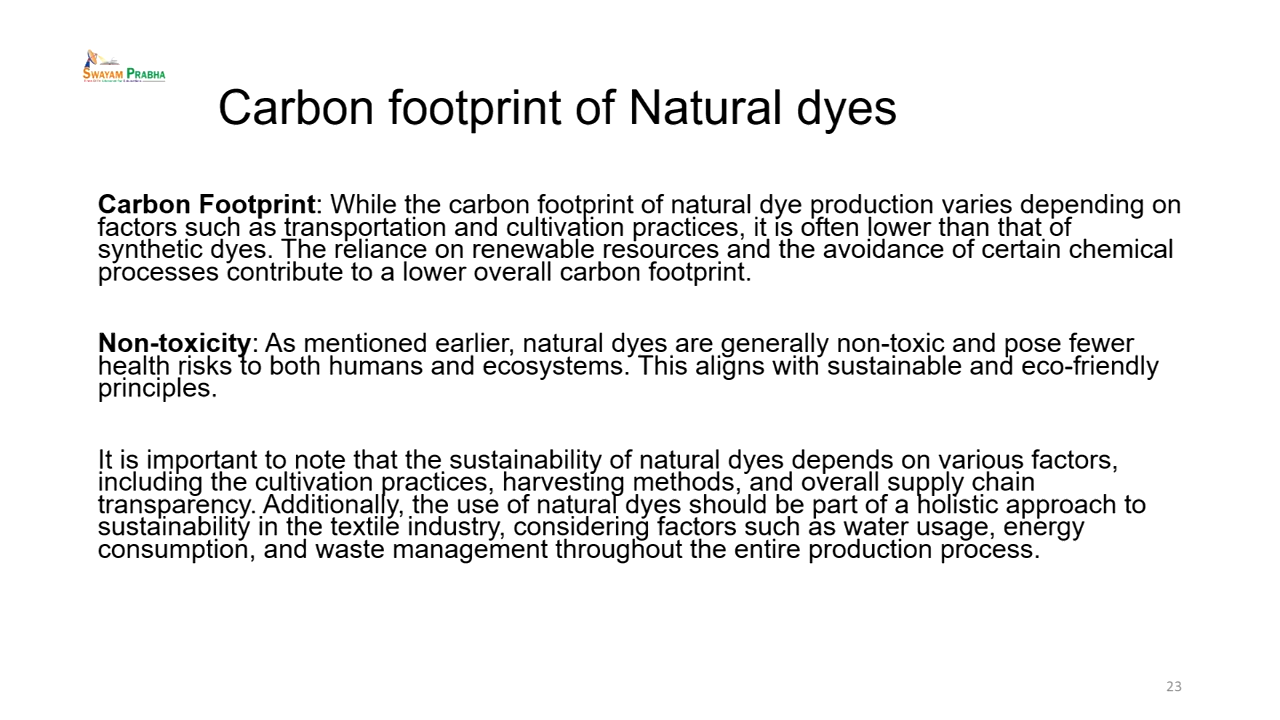 SWAYAM PRABHA
Carbon footprint of Natural dyes
Carbon Footprint: While the carbon footprint of natural dye production varies depending on
factors such as transportation and cultivation practices, it is often lower than that of
synthetic dyes. The reliance on renewable resources and the avoidance of certain chemical
processes contribute to a lower overall carbon footprint.
Non-toxicity: As mentioned earlier, natural dyes are generally non-toxic and pose fewer
health risks to both humans and ecosystems. This aligns with sustainable and eco-friendly
principles.
It is important to note that the sustainability of natural dyes depends on various factors,
including the cultivation practices, harvesting methods, and overall supply chain
transparency. Additionally, the use of natural dyes should be part of a holistic approach to
sustainability in the textile industry, considering factors such as water usage, energy
consumption, and waste management throughout the entire production process.
23